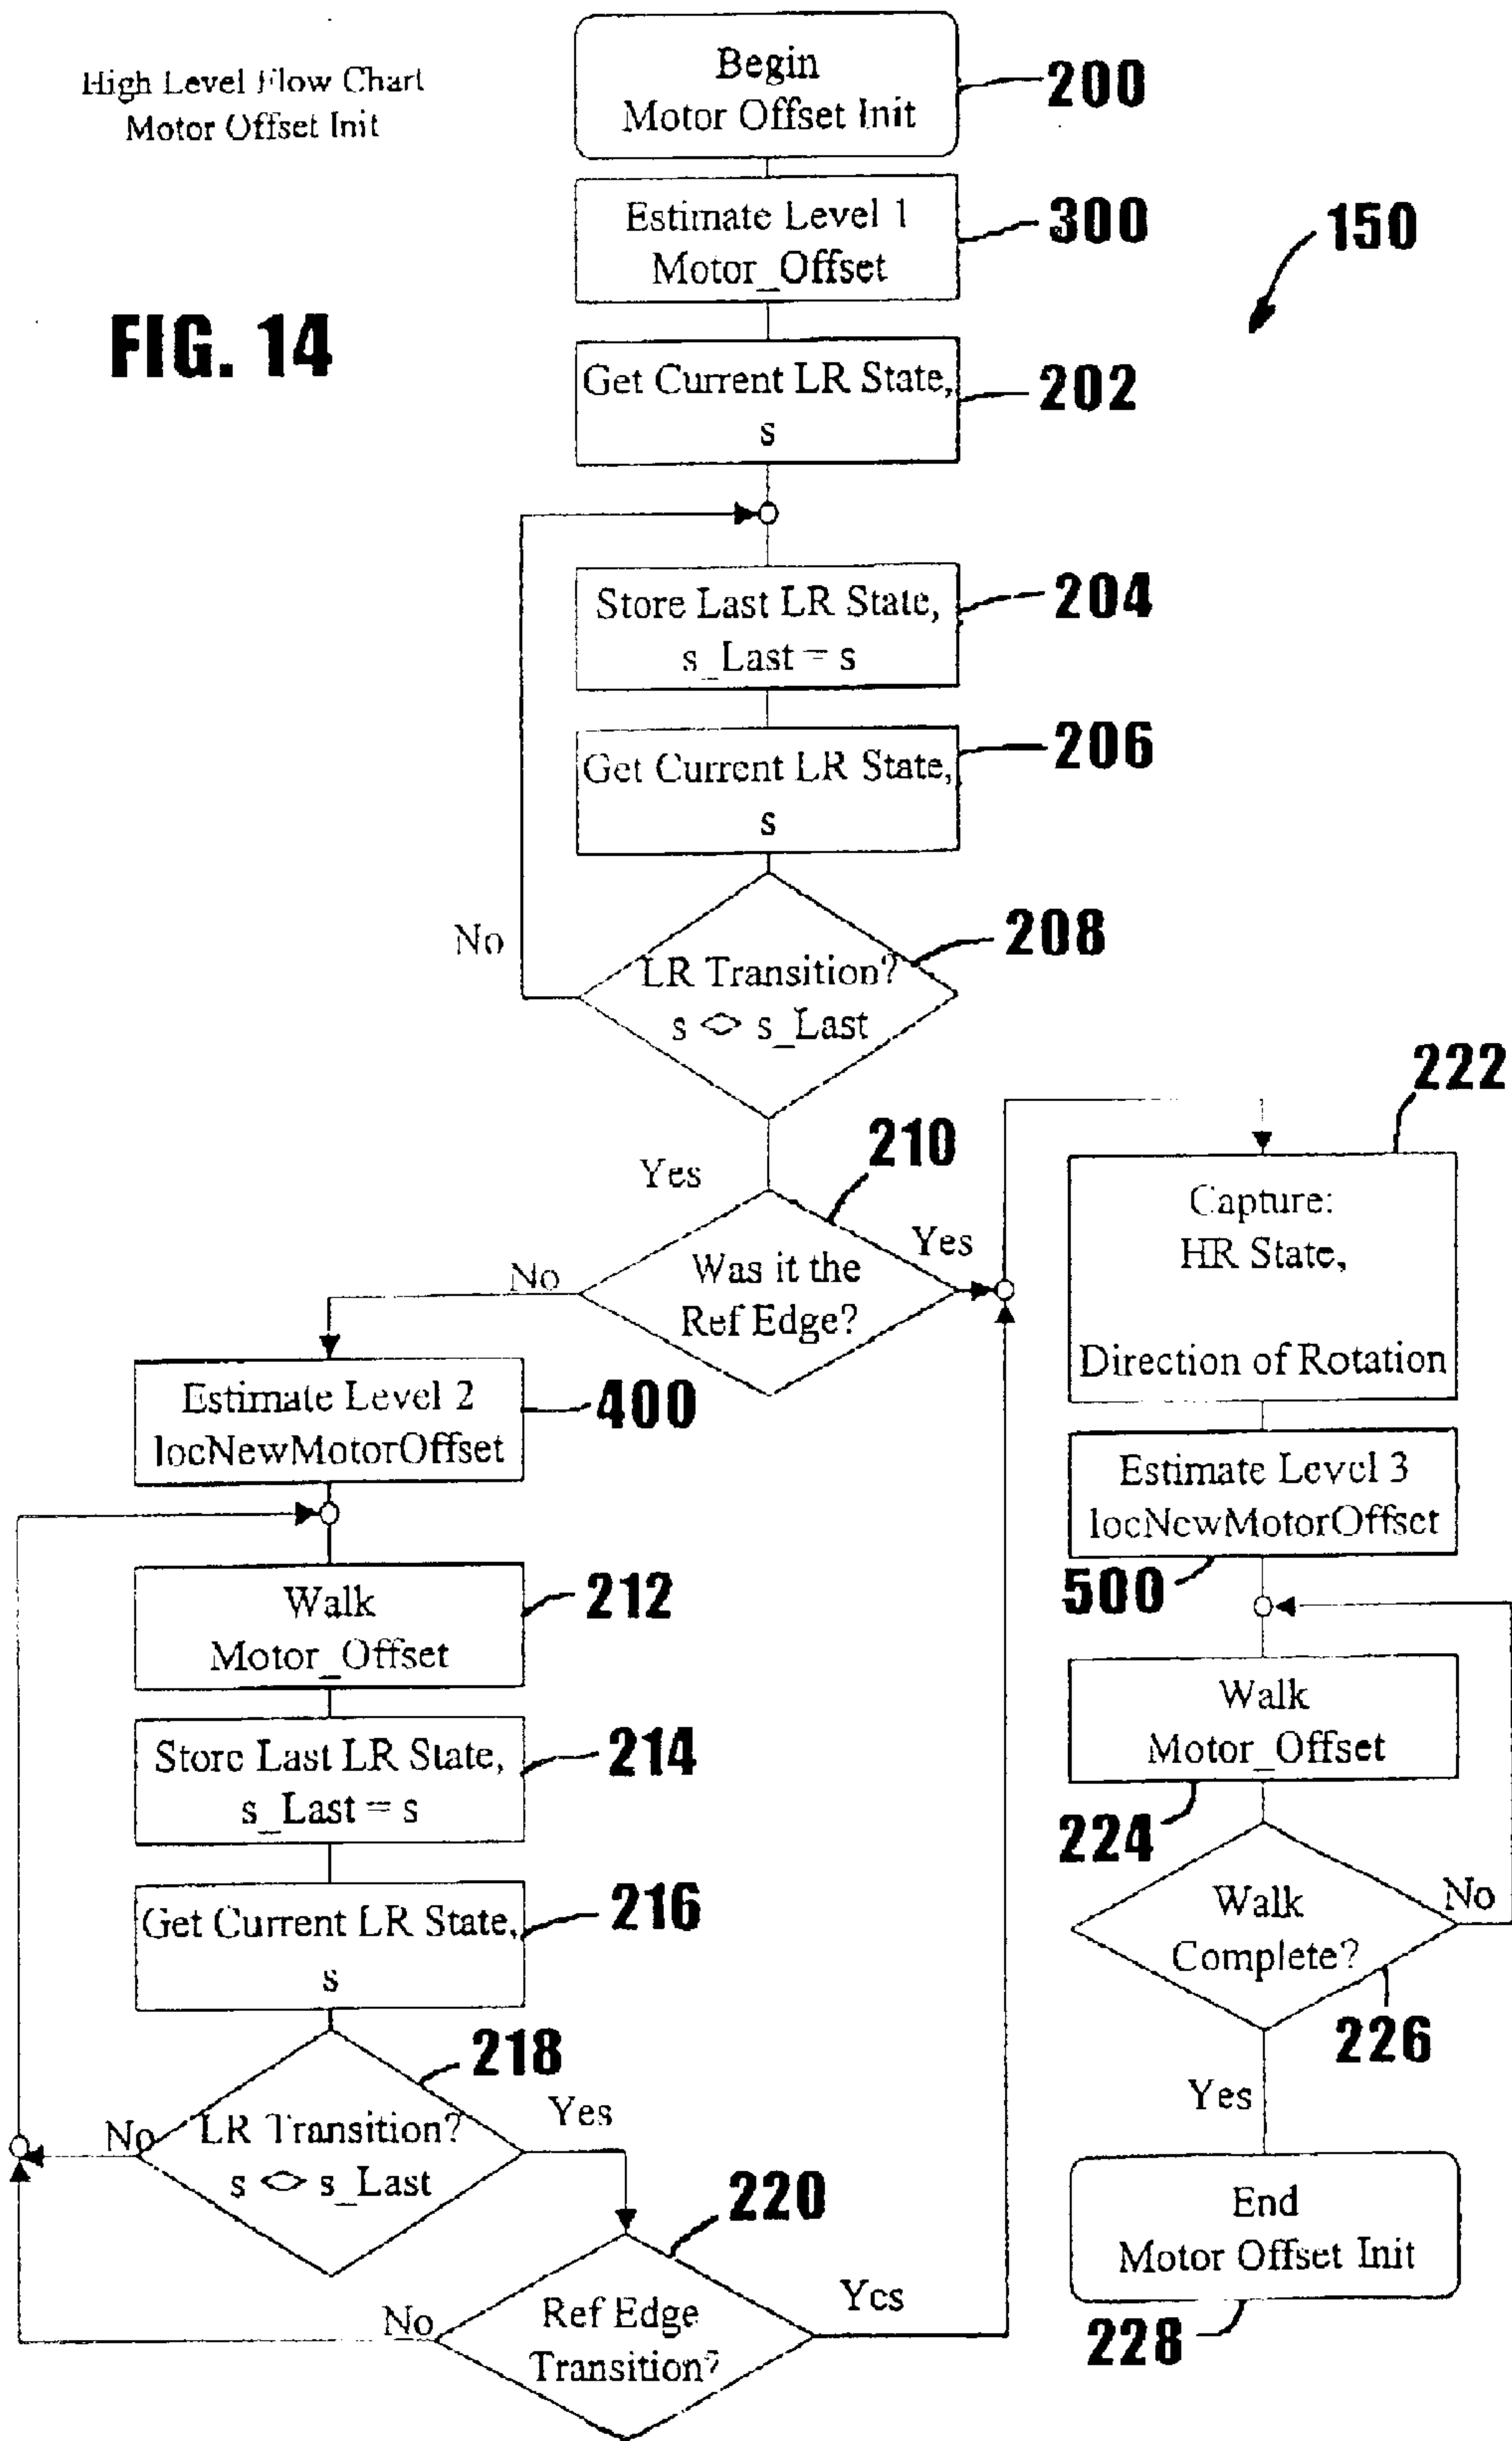 High Level Flow Chart
Motor Offset Init
FIG. 14
150
Begin
Motor Offset Init
200
Estimate Level 1
Motor_Offset
300
Get Current LR State,
s
202
Store Last LR State,
s_Last = s
204
Get Current LR State,
s
206
LR Transition?
s <> s_Last
208
No
Yes
Was it the
Ref Edge?
210
No
Yes
Estimate Level 2
locNewMotorOffset
400
Walk
Motor_Offset
212
Store Last LR State,
s_Last = s
214
Get Current LR State,
s
216
LR Transition?
s <> s_Last
218
No
Yes
Ref Edge
Transition?
220
No
Yes
222
Capture:
HR State,
Direction of Rotation
Estimate Level 3
locNewMotorOffset
500
Walk
Motor_Offset
224
Walk
Complete?
No
226
Yes
End
Motor Offset Init
228